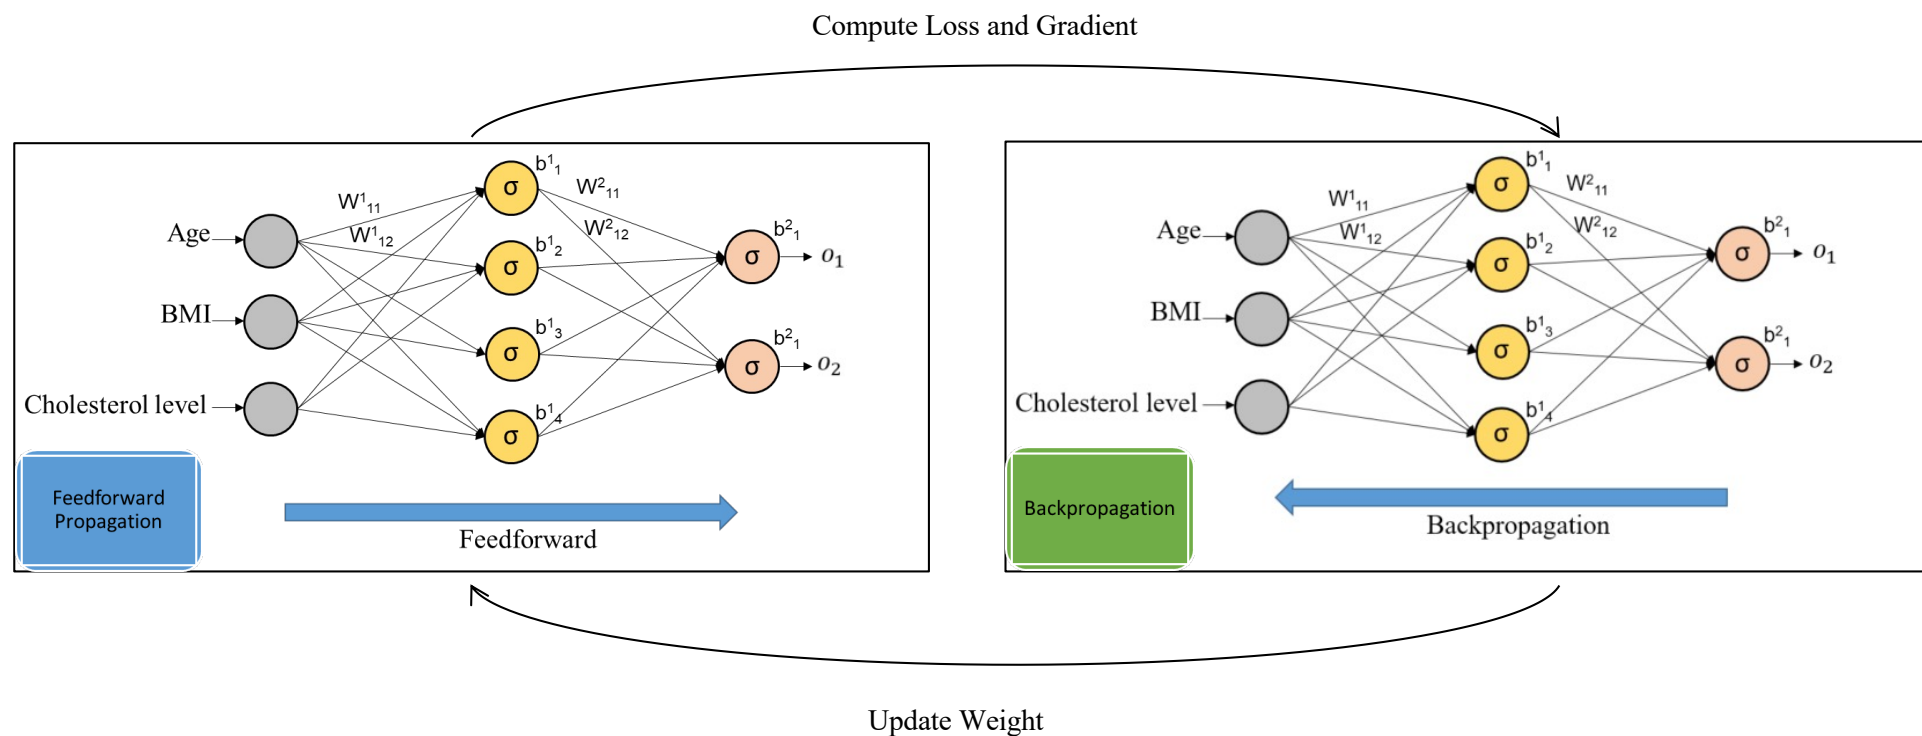 Compute Loss and Gradient
Age
BMI
Cholesterol level
W¹₁₁
W¹₁₂
σ
b¹₁
σ
b¹₂
σ
b¹₃
σ
b¹₄
W²₁₁
W²₁₂
σ
b²₁
o₁
σ
b²₁
o₂
Feedforward
Propagation
Feedforward
Age
BMI
Cholesterol level
W¹₁₁
W¹₁₂
σ
b¹₁
σ
b¹₂
σ
b¹₃
σ
b¹₄
W²₁₁
W²₁₂
σ
b²₁
o₁
σ
b²₁
o₂
Backpropagation
Backpropagation
Update Weight